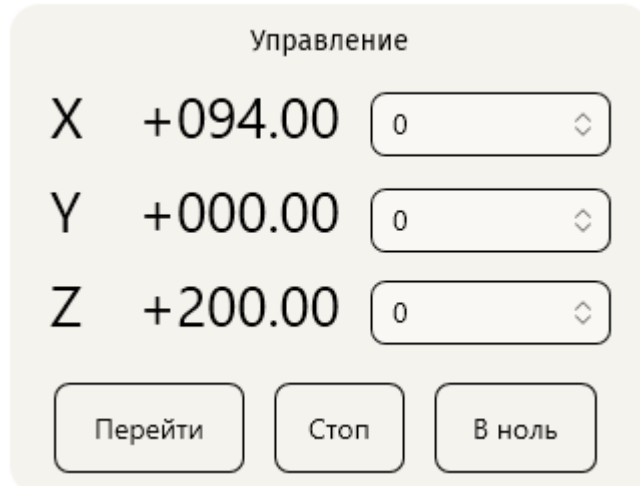 Управление
X +094.00 0
Y +000.00 0
Z +200.00 0
Перейти Стоп В ноль